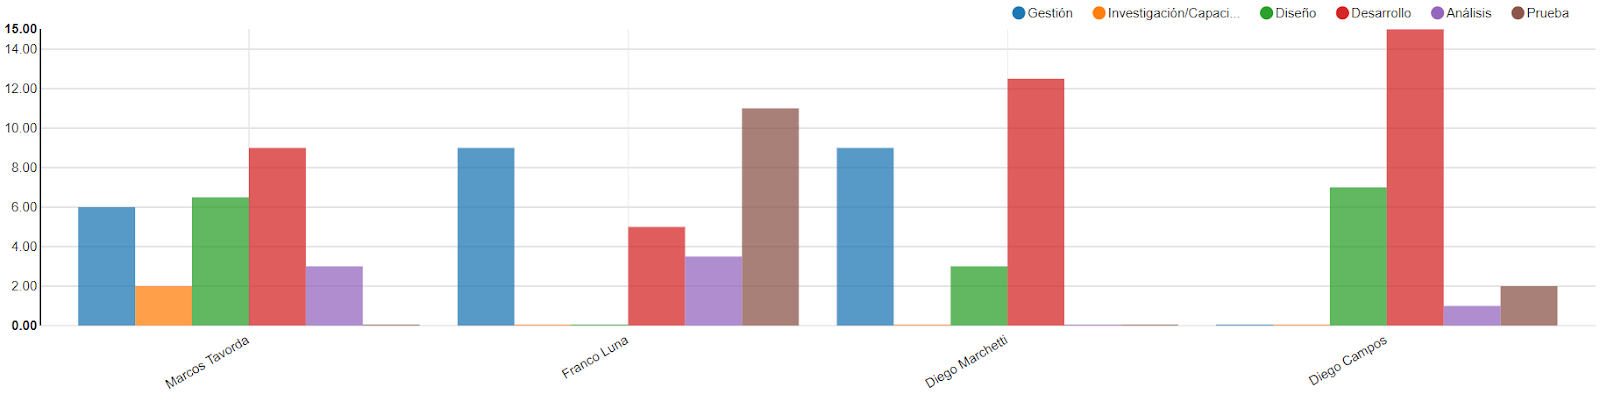 Gestión Investigación/Capaci... Diseño Desarrollo Análisis Prueba
15.00
14.00
12.00
10.00
8.00
6.00
4.00
2.00
0.00
Marcos Tavorda
Franco Luna
Diego Marchetti
Diego Campos